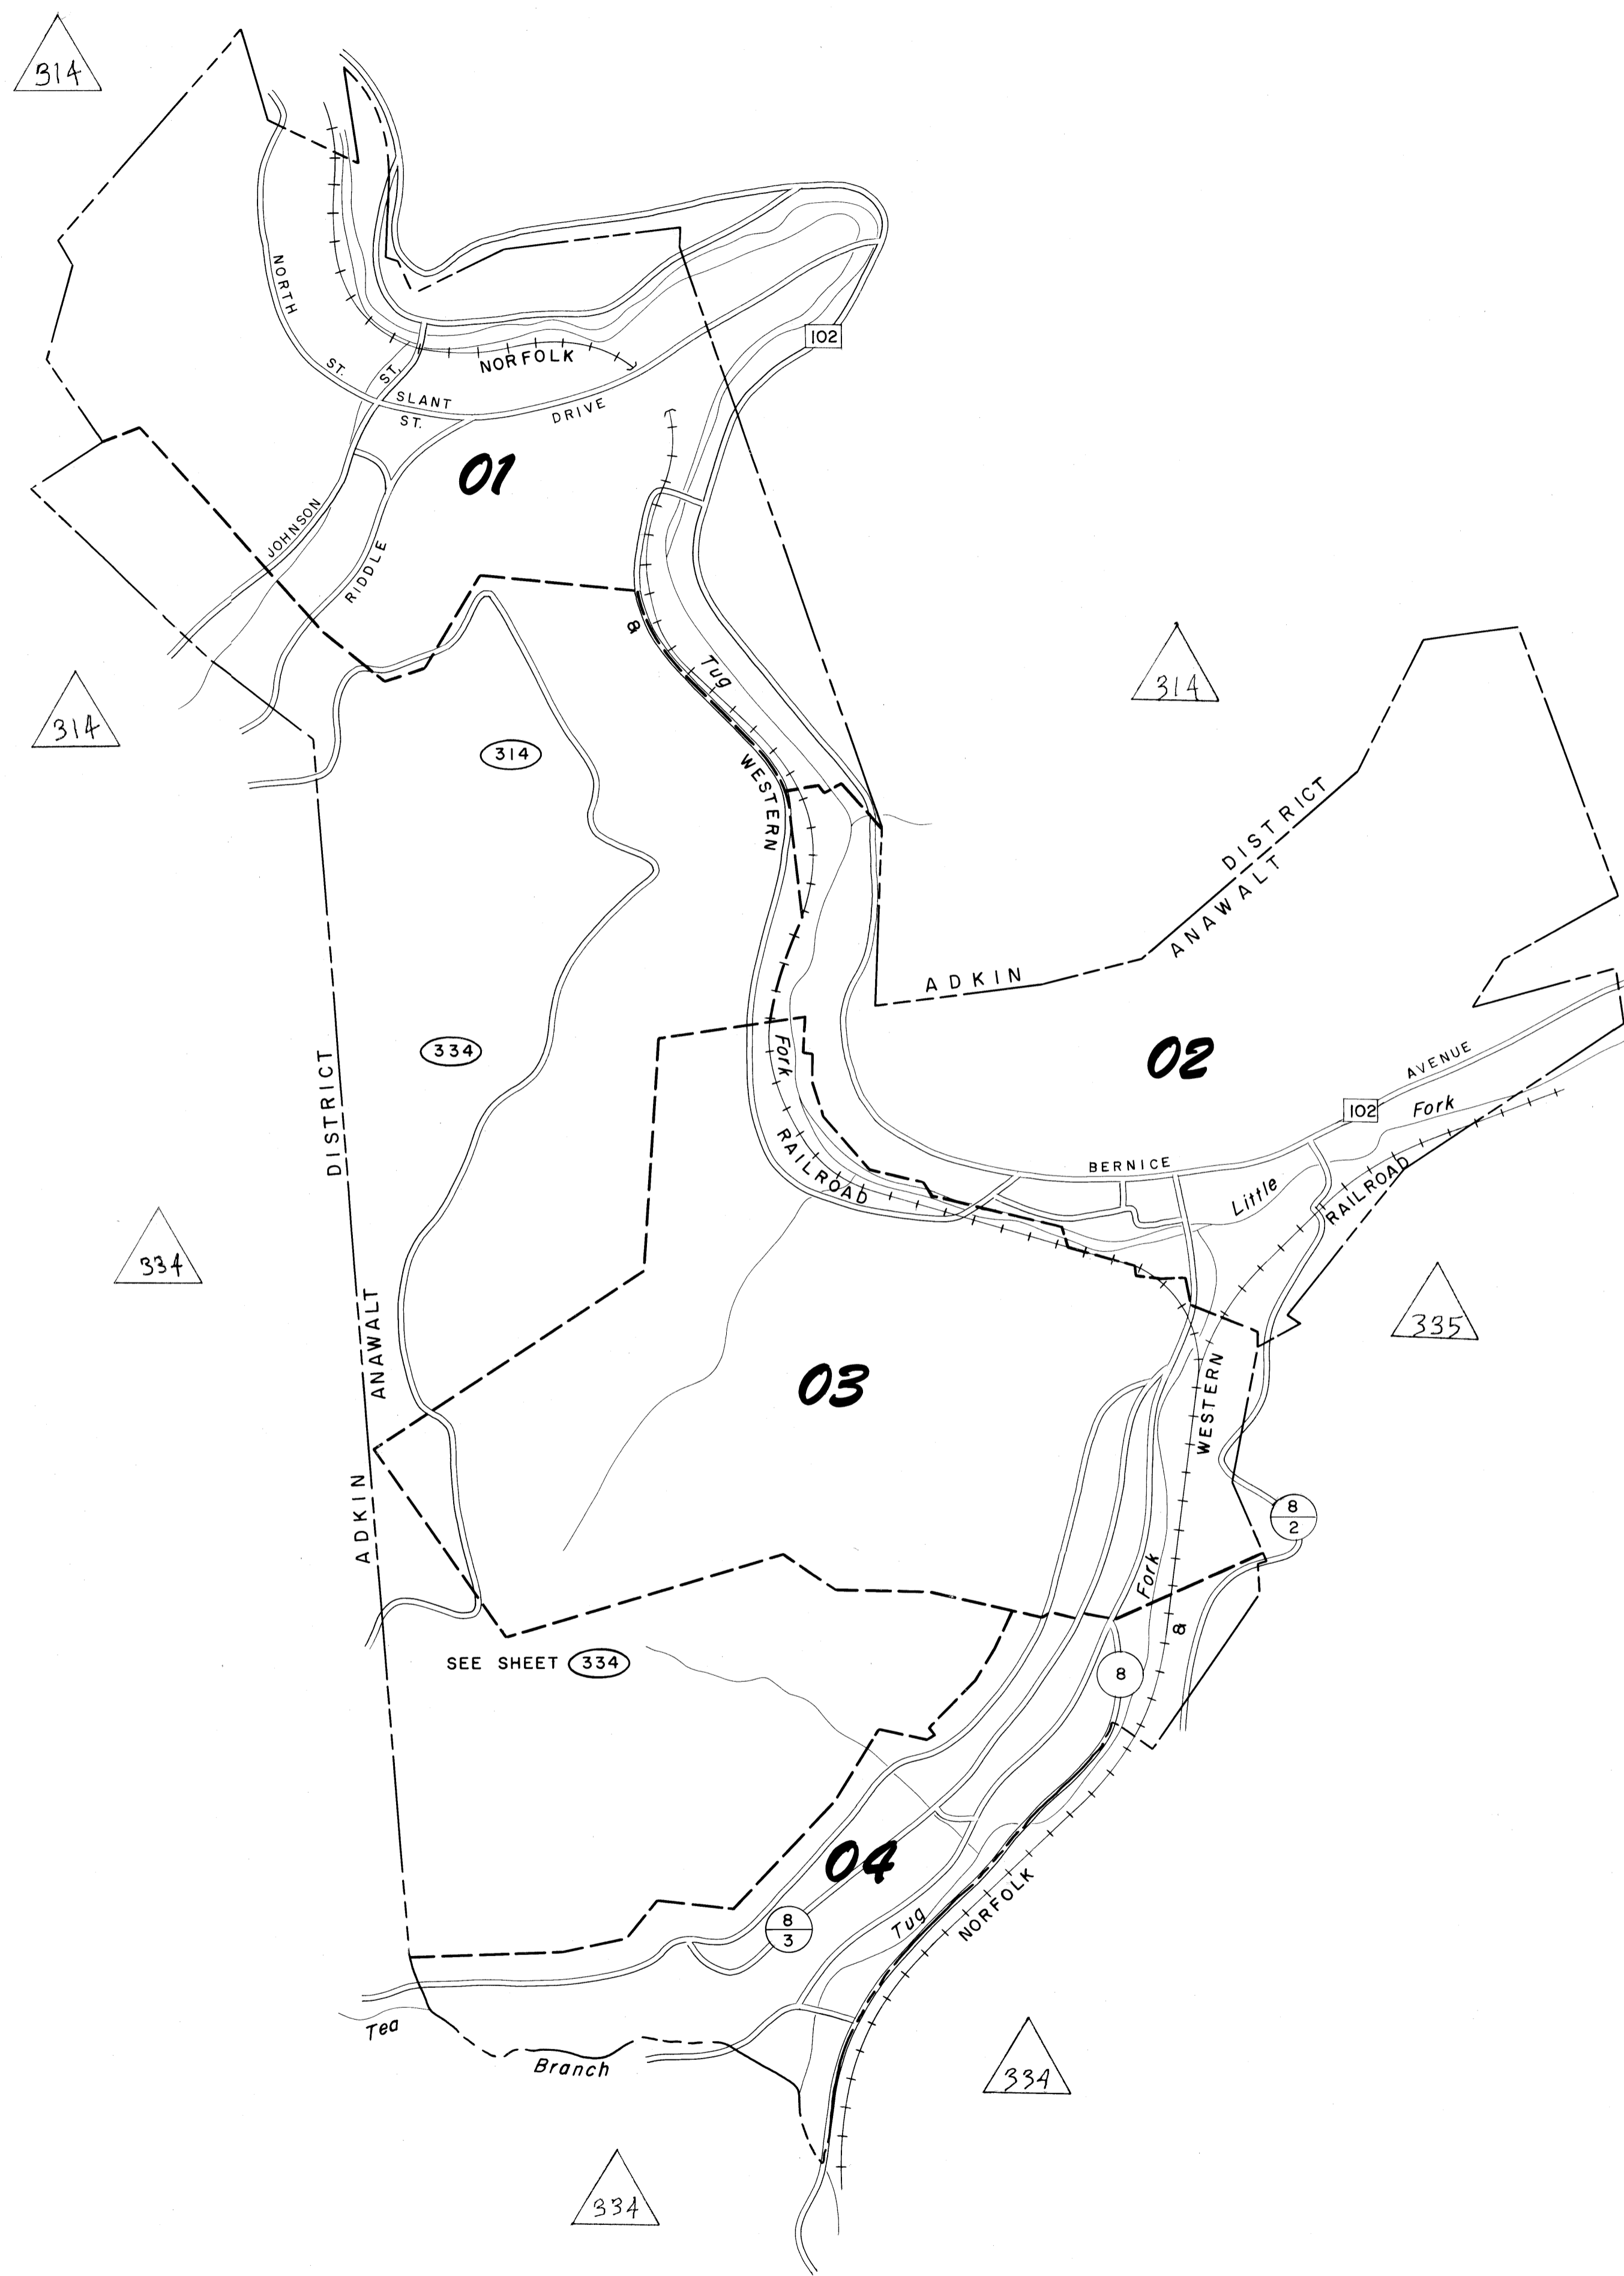 314
NORTH
ST.
102
NORFOLK
ST.
SLANT
ST.
DRIVE
01
JOHNSON
RIDDLE
&
Tug
314
314
314
WESTERN
DISTRICT
ANAWALT
ADKIN
334
DISTRICT
Fork
02
AVENUE
102
Fork
RAILROAD
BERNICE
Little
RAILROAD
334
335
ANAWALT
03
WESTERN
ADKIN
8
2
Fork
&
SEE SHEET 334
8
04
8
3
Tug
NORFOLK
Tea
Branch
334
334